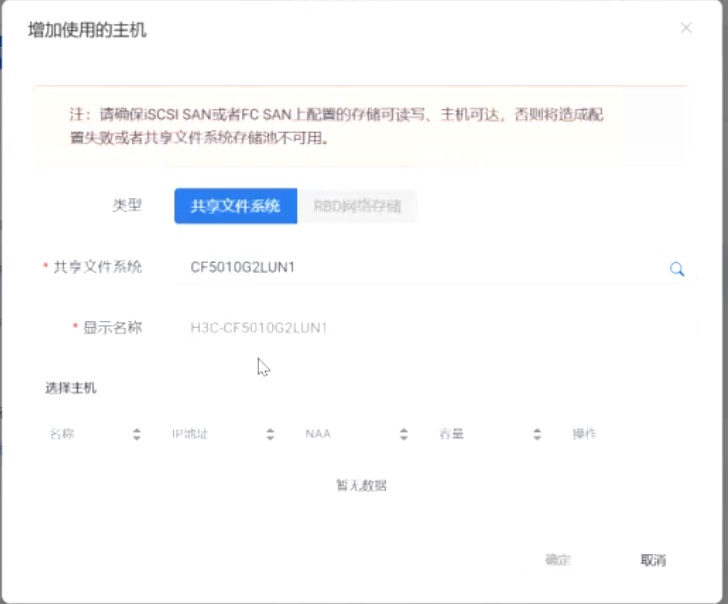 增加使用的主机
注：请确保iSCSI SAN或者FC SAN上配置的存储可读写、主机可达，否则将造成配
置失败或者共享文件系统存储池不可用。
类型 共享文件系统 RBD网络存储
* 共享文件系统 CF5010G2LUN1
* 显示名称 H3C-CF5010G2LUN1
选择主机
名称 IP地址 NAA 容量 操作
暂无数据
确定 取消